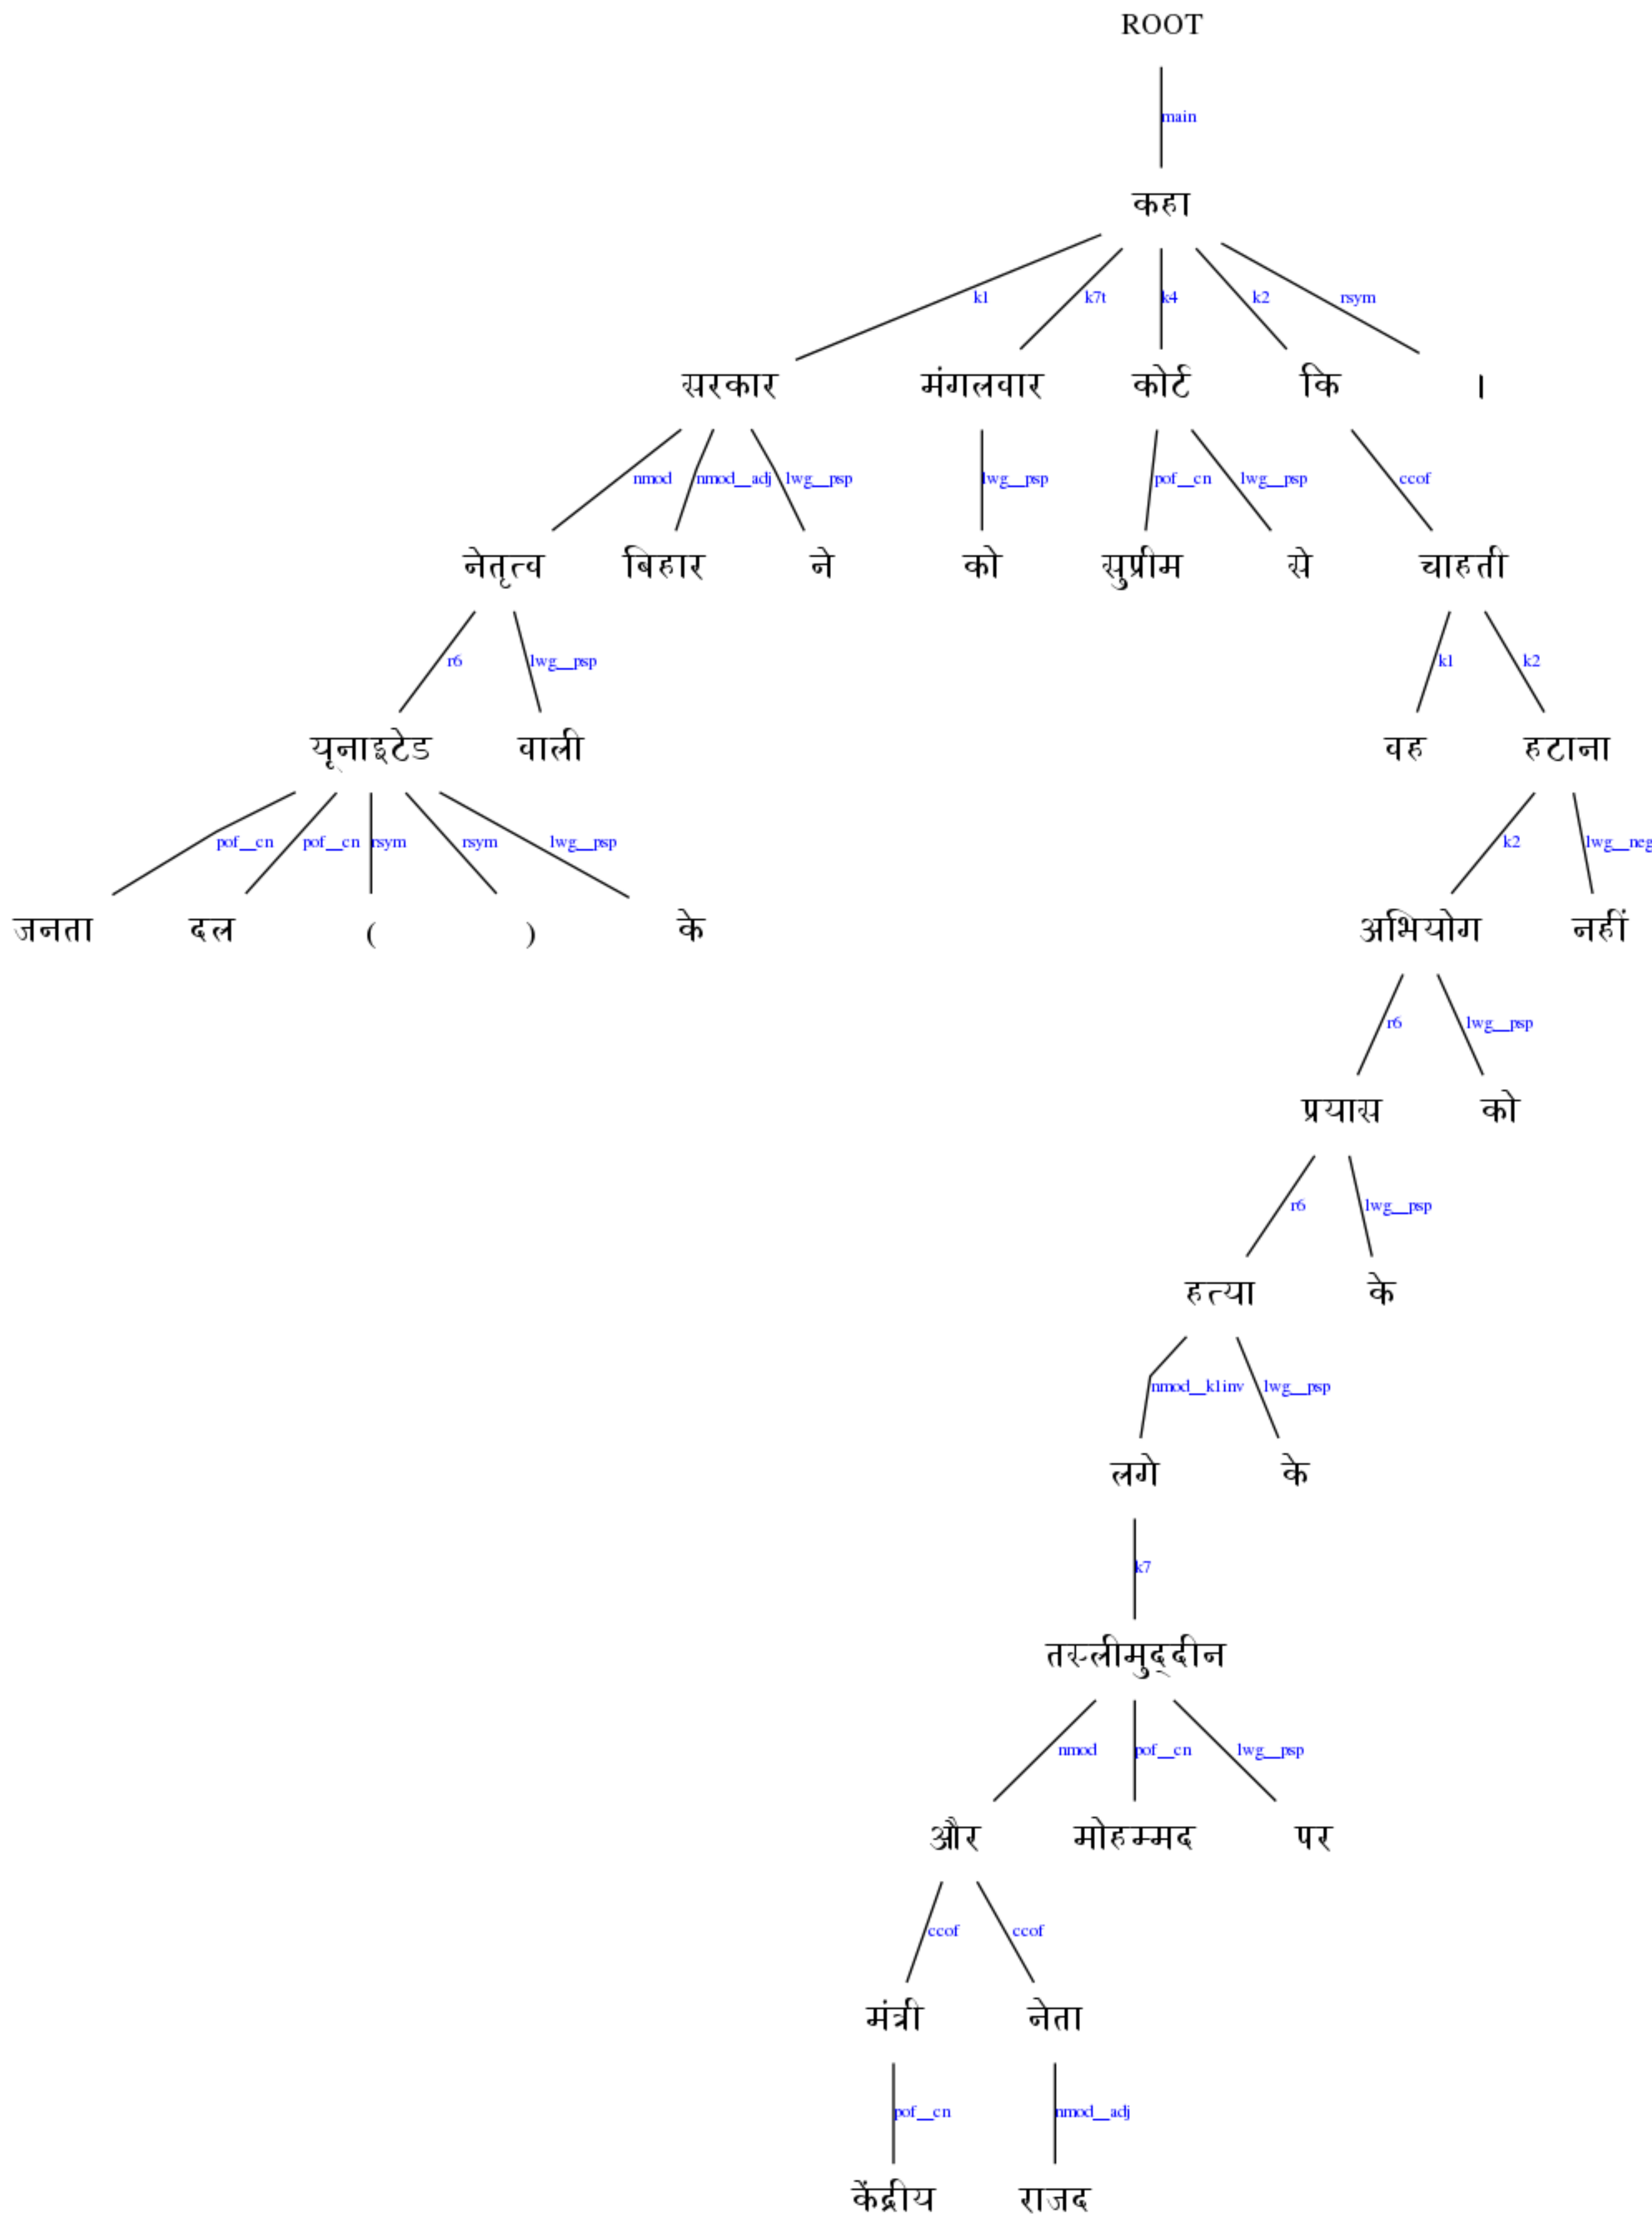 ROOT
main
कहा
k1 k7t k4 k2 rsym
सरकार मंगलवार कोर्ट कि ।
nmod nmod__adj lwg__psp lwg__psp pof__cn lwg__psp ccof
नेतृत्व बिहार ने को सुप्रीम से चाहती
r6 lwg__psp k1 k2
यूनाइटेड वाली वह हटाना
pof__cn pof__cn rsym rsym lwg__psp k2 lwg__neg
जनता दल ( ) के अभियोग नहीं
r6 lwg__psp
प्रयास को
r6 lwg__psp
हत्या के
nmod__k1inv lwg__psp
लगे के
k7
तस्लीमुद्दीन
nmod pof__cn lwg__psp
और मोहम्मद पर
ccof ccof
मंत्री नेता
pof__cn nmod__adj
केंद्रीय राजद